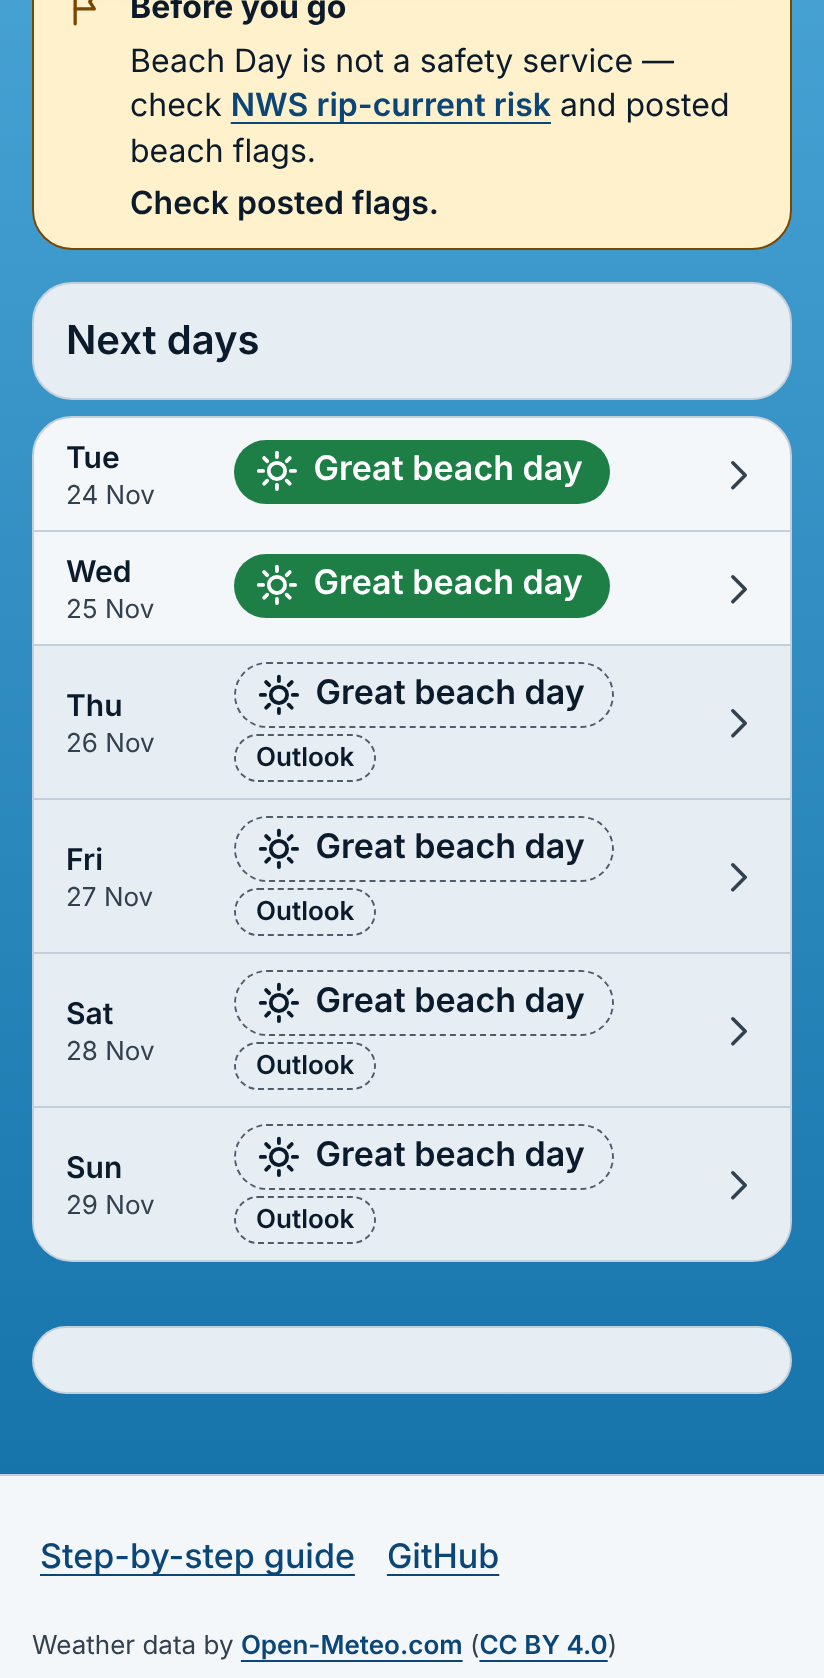 Before you go
Beach Day is not a safety service —
check NWS rip-current risk and posted
beach flags.
Check posted flags.
Next days
Tue
24 Nov
Great beach day
Wed
25 Nov
Great beach day
Thu
26 Nov
Great beach day
Outlook
Fri
27 Nov
Great beach day
Outlook
Sat
28 Nov
Great beach day
Outlook
Sun
29 Nov
Great beach day
Outlook
Step-by-step guide GitHub
Weather data by Open-Meteo.com (CC BY 4.0)